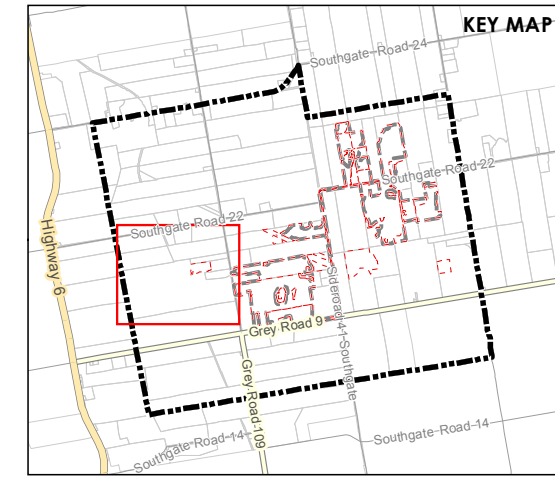 KEY MAP
Southgate-Road-24
Southgate-Road-22
Southgate-Road-22
Highway 6
Sideroad-41-Southgate
Grey Road 9
Grey Road-109
Southgate-Road-14
Southgate-Road-14